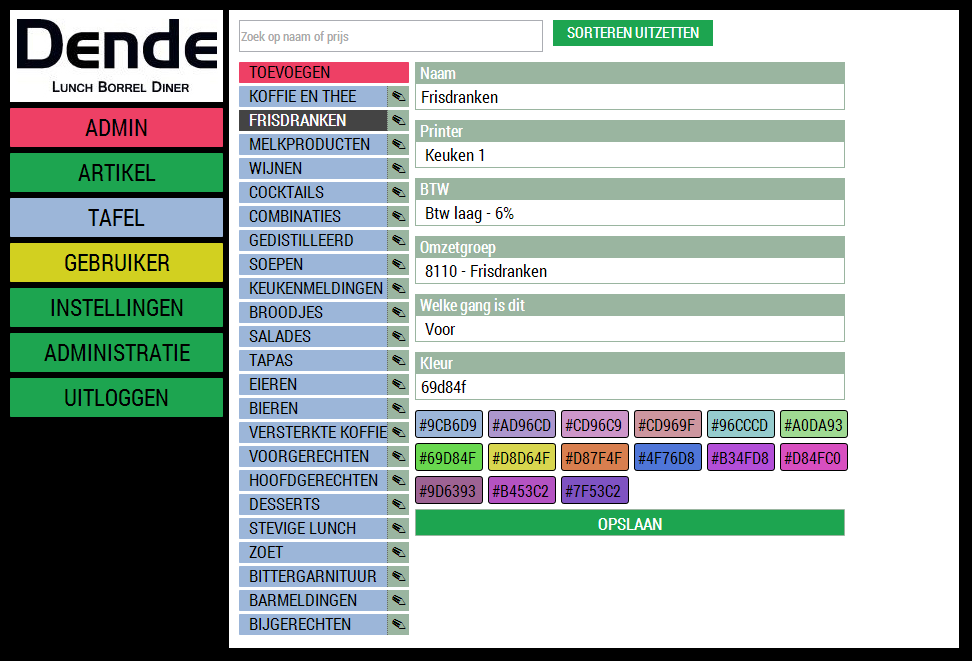 Dende
LUNCH BORREL DINER
ADMIN
ARTIKEL
TAFEL
GEBRUIKER
INSTELLINGEN
ADMINISTRATIE
UITLOGGEN
Zoek op naam of prijs
SORTEREN UITZETTEN
TOEVOEGEN
KOFFIE EN THEE
FRISDRANKEN
MELKPRODUCTEN
WIJNEN
COCKTAILS
COMBINATIES
GEDISTILLEERD
SOEPEN
KEUKENMELDINGEN
BROODJES
SALADES
TAPAS
EIEREN
BIEREN
VERSTERKTE KOFFIE
VOORGERECHTEN
HOOFDGERECHTEN
DESSERTS
STEVIGE LUNCH
ZOET
BITTERGARNITUUR
BARMELDINGEN
BIJGERECHTEN
Naam
Frisdranken
Printer
Keuken 1
BTW
Btw laag - 6%
Omzetgroep
8110 - Frisdranken
Welke gang is dit
Voor
Kleur
69d84f
#9CB6D9 #AD96CD #CD96C9 #CD969F #96CCCD #A0DA93
#69D84F #D8D64F #D87F4F #4F76D8 #B34FD8 #D84FC0
#9D6393 #B453C2 #7F53C2
OPSLAAN